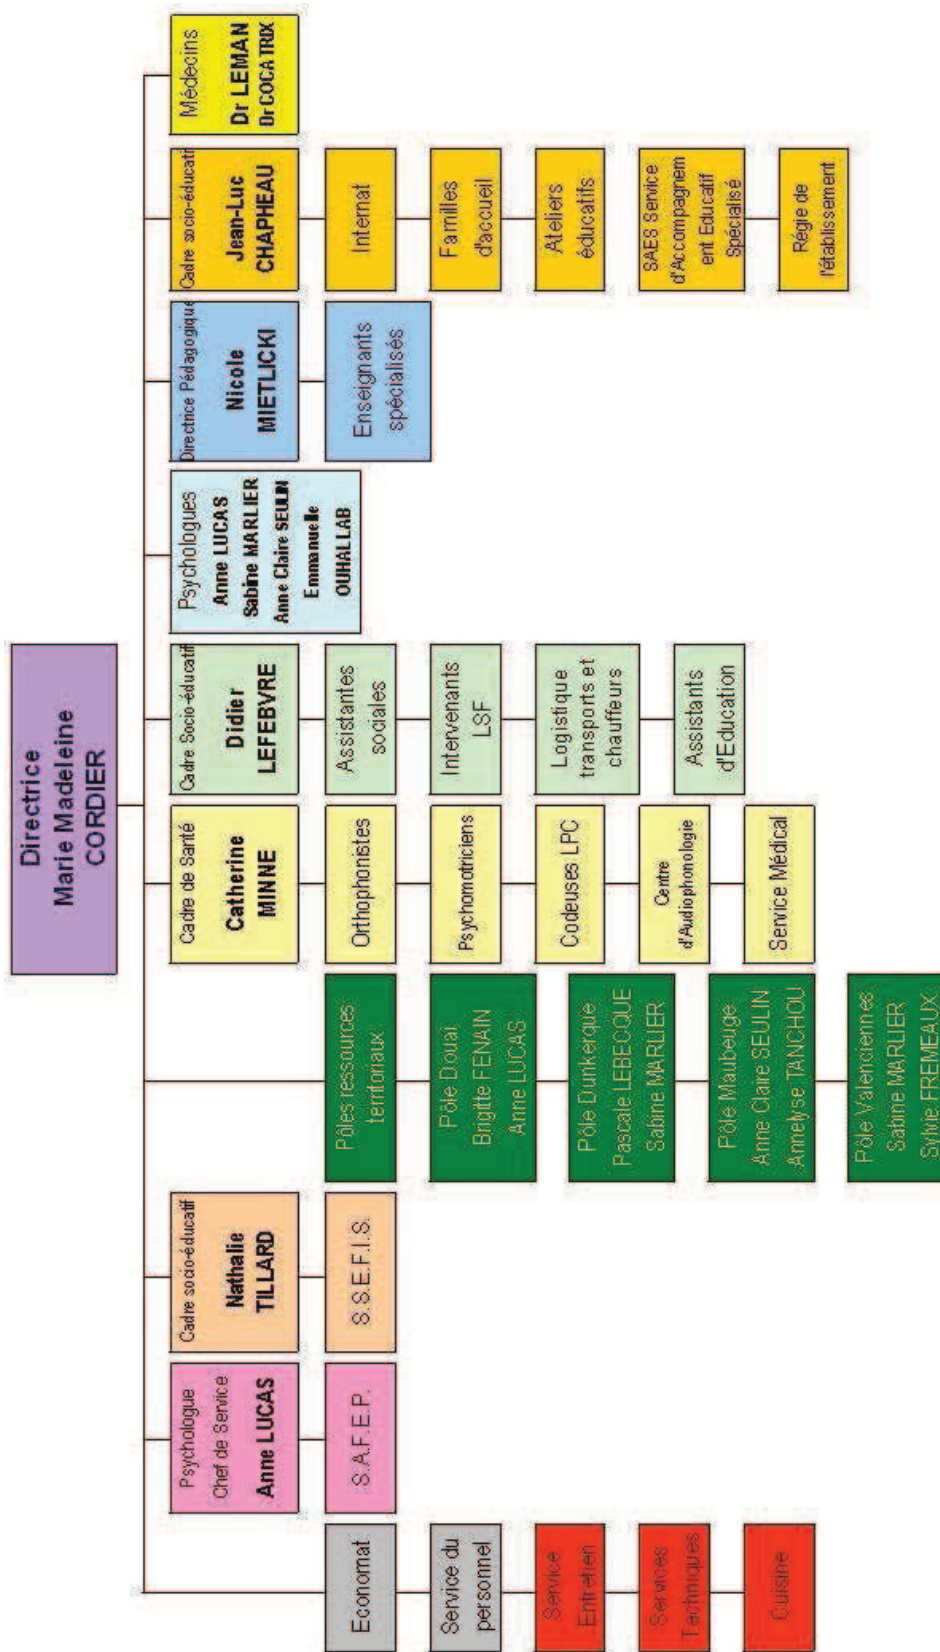 Directrice
Marie Madeleine
CORDIER
Economat
Service du
personnel
Service
Entretien
Services
Techniques
Cuisine
Psychologue
Chef de Service
Anne LUCAS
S.A.F.E.P.
Cadre socio-éducatif
Nathalie
TILLARD
S.S.E.F.I.S.
Pôles ressources
territoriaux
Pôle Douai
Brigitte FENAIN
Anne LUCAS
Pôle Dunkerque
Pascale LEBECQUE
Sabine MARLIER
Pôle Maubeuge
Anne Claire SEULIN
Annelyse TANCHOU
Pôle Valenciennes
Sabine MARLIER
Sylvie FREMEAUX
Cadre de Santé
Catherine
MINNE
Orthophonistes
Psychomotriciens
Codeuses LPC
Centre
d'Audiophonologie
Service Médical
Cadre Socio-éducatif
Didier
LEFEBVRE
Assistantes
sociales
Intervenants
LSF
Logistique
transports et
chauffeurs
Assistants
d'Education
Psychologues
Anne LUCAS
Sabine MARLIER
Anne Claire SEULIN
Emmanuelle
OUHALLAB
Directrice Pédagogique
Nicole
MIETLICKI
Enseignants
spécialisés
Cadre socio-éducatif
Jean-Luc
CHAPHEAU
Internat
Familles
d'accueil
Ateliers
éducatifs
SAES Service
d'Accompagnem
ent Educatif
Spécialisé
Régie de
l'établissement
Médecins
Dr LEMAN
Dr COCATRIX